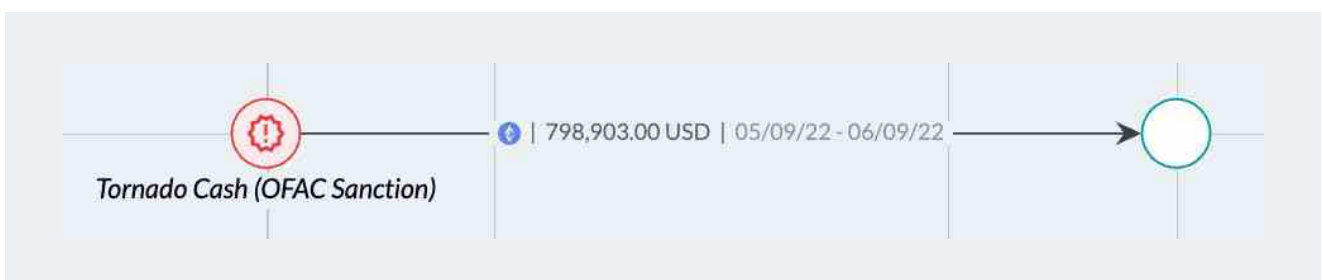 | 798,903.00 USD | 05/09/22 - 06/09/22
Tornado Cash (OFAC Sanction)